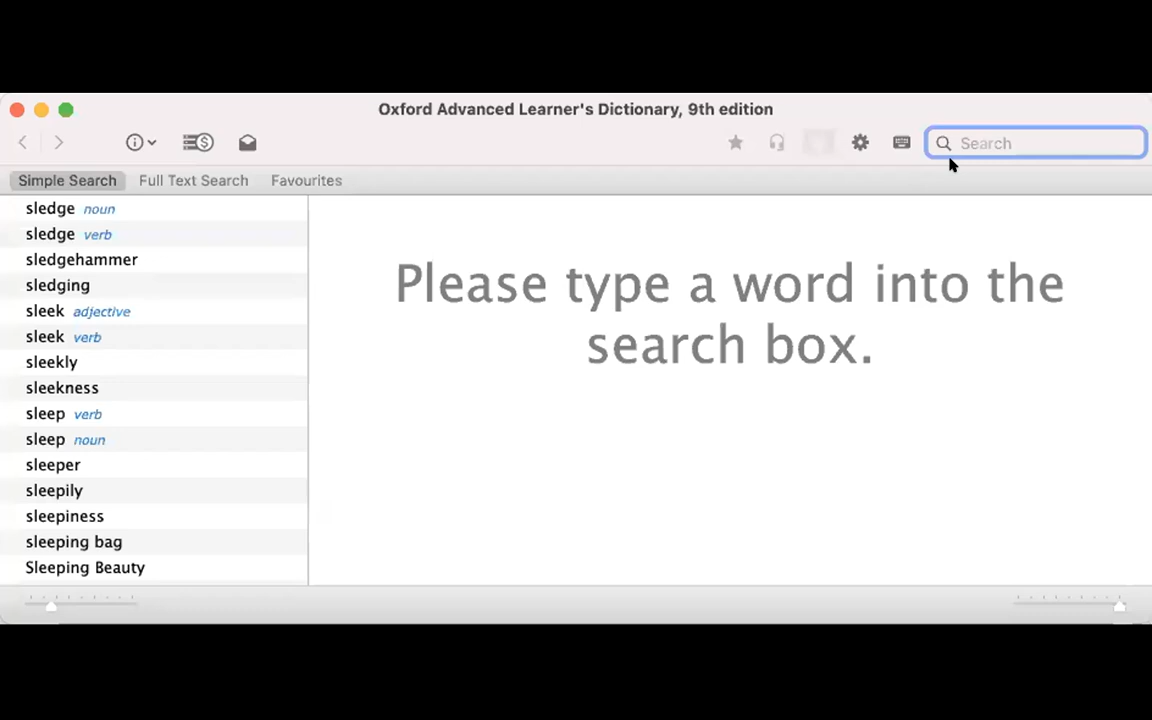 Oxford Advanced Learner's Dictionary, 9th edition
Search
Simple Search Full Text Search Favourites
sledge noun
sledge verb
sledgehammer
sledging
sleek adjective
sleek verb
sleekly
sleekness
sleep verb
sleep noun
sleeper
sleepily
sleepiness
sleeping bag
Sleeping Beauty
Please type a word into the
search box.